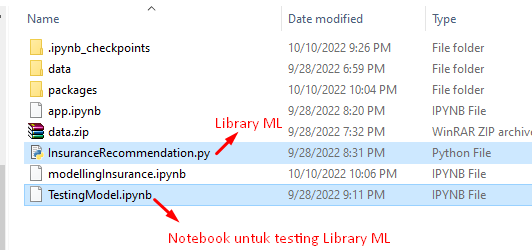 Name Date modified Type
.ipynb_checkpoints 10/10/2022 9:26 PM File folder
data 9/28/2022 6:59 PM File folder
packages 10/10/2022 10:04 PM File folder
app.ipynb 9/28/2022 8:20 PM IPYNB File
Library ML
data.zip 9/28/2022 7:32 PM WinRAR ZIP archive
InsuranceRecommendation.py 9/28/2022 8:31 PM Python File
modellingInsurance.ipynb 10/10/2022 10:06 PM IPYNB File
TestingModel.ipynb 9/28/2022 9:11 PM IPYNB File
Notebook untuk testing Library ML